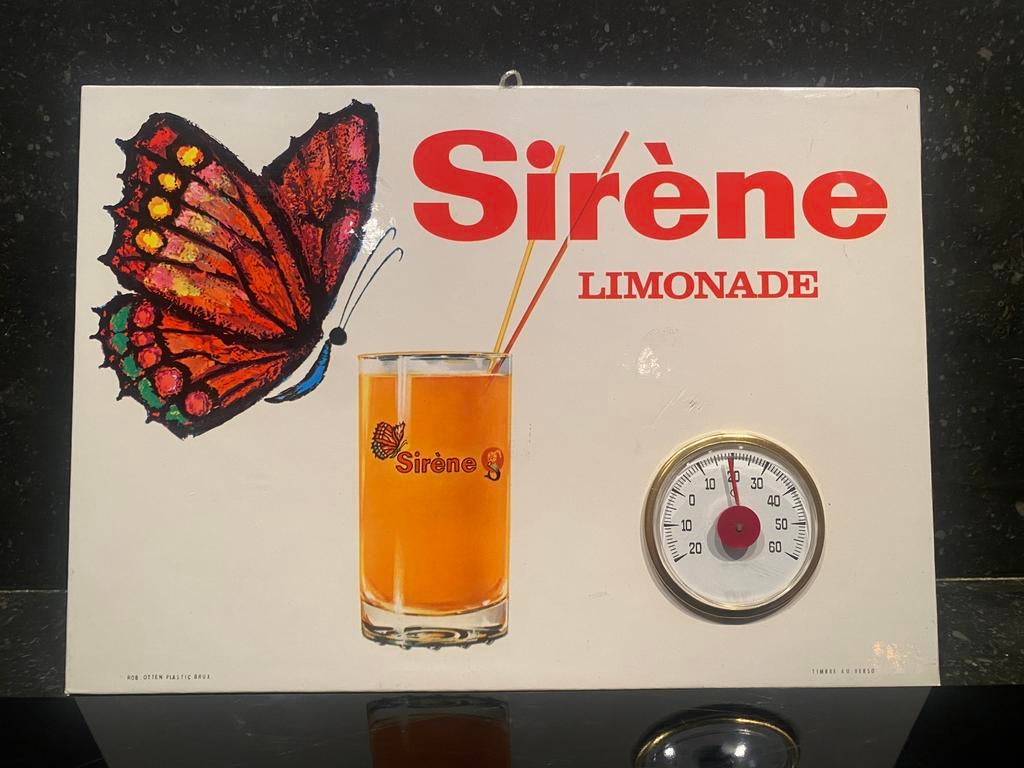 Sirène
LIMONADE
Sirène
20
10
0
10
20
30
40
50
60
ROB. OTTEN PLASTIC BRUX
TIMBRE AU VERSO